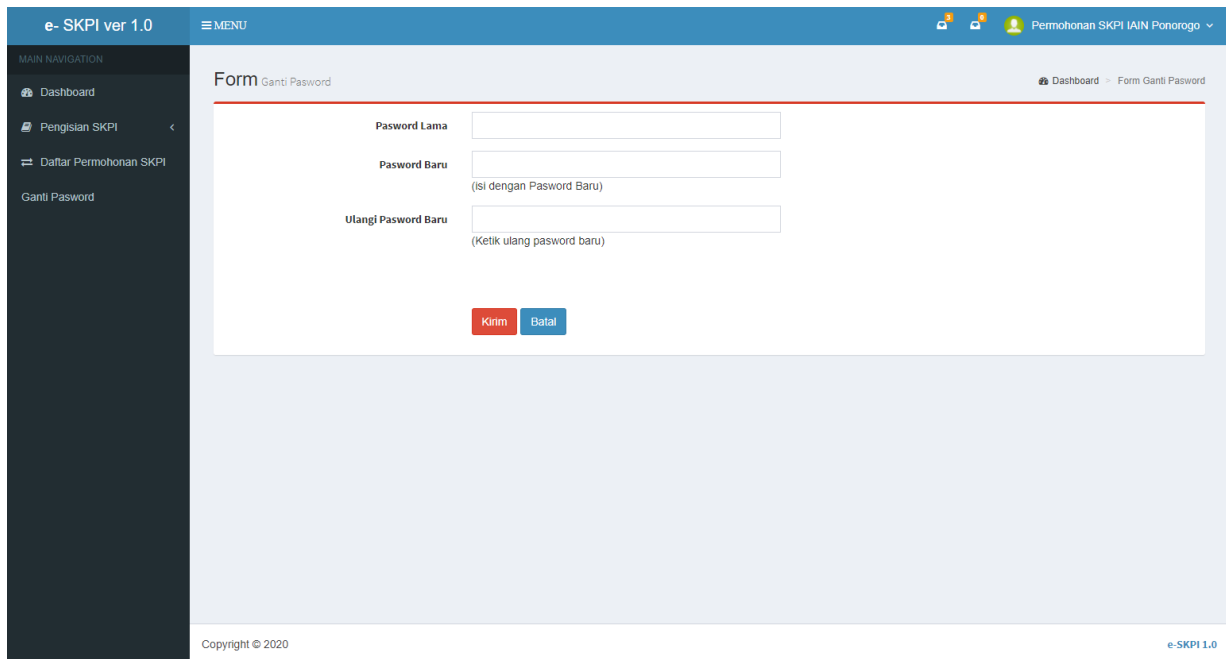 e- SKPI ver 1.0
MENU
3
0
Permohonan SKPI IAIN Ponorogo
MAIN NAVIGATION
Dashboard
Pengisian SKPI
Daftar Permohonan SKPI
Ganti Pasword
Form Ganti Pasword
Dashboard > Form Ganti Pasword
Pasword Lama
Pasword Baru
(isi dengan Pasword Baru)
Ulangi Pasword Baru
(Ketik ulang pasword baru)
Kirim
Batal
Copyright © 2020
e-SKPI 1.0